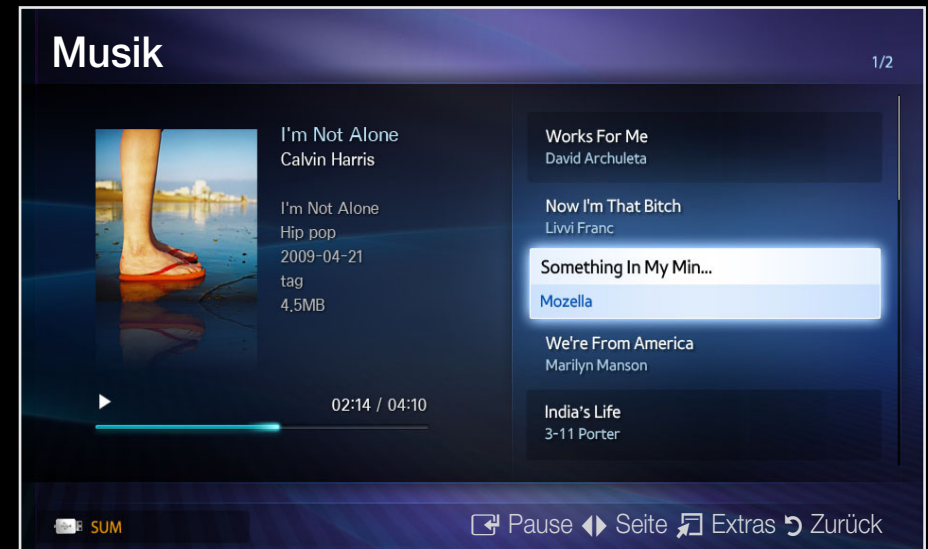 Musik
1/2
I'm Not Alone
Calvin Harris
I'm Not Alone
Hip pop
2009-04-21
tag
4.5MB
02:14 / 04:10
Works For Me
David Archuleta
Now I'm That Bitch
Livvi Franc
Something In My Min...
Mozella
We're From America
Marilyn Manson
India's Life
3-11 Porter
SUM
Pause Seite Extras Zurück